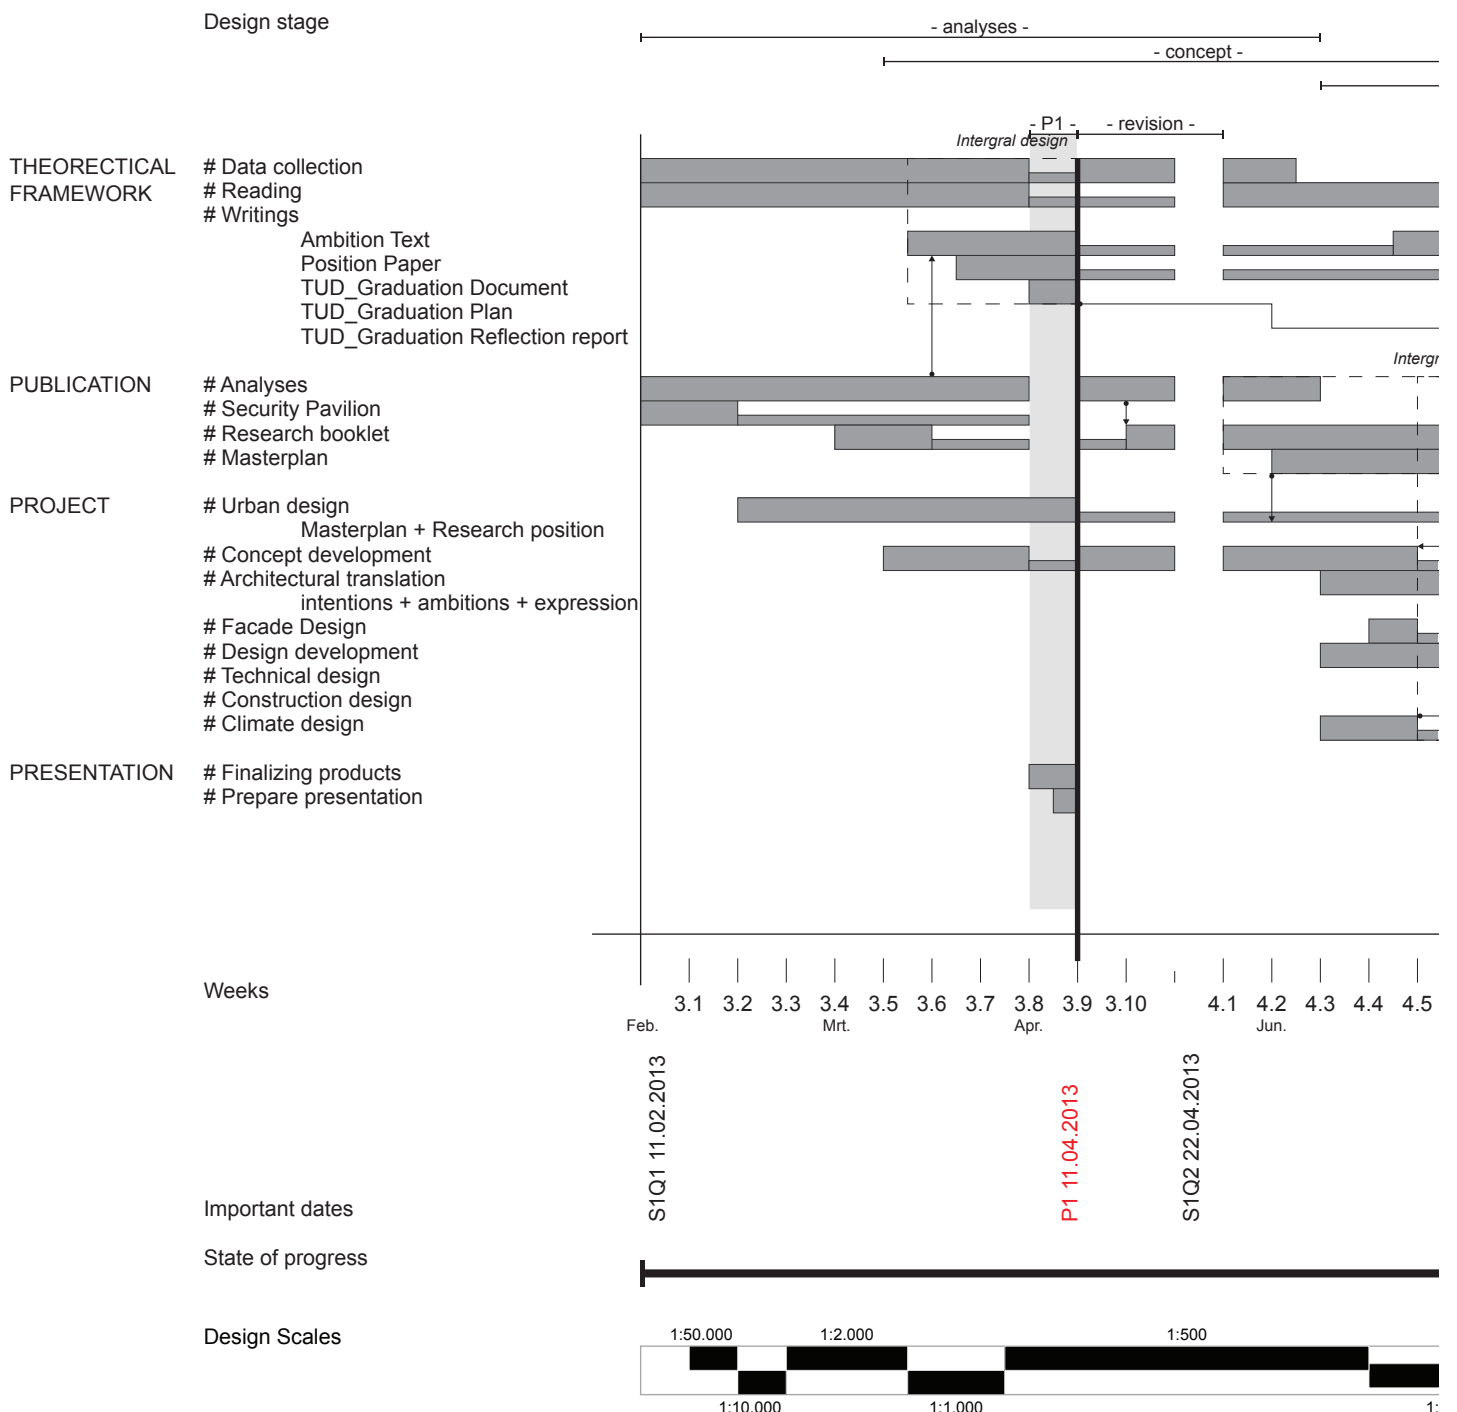 Design stage
- analyses -
- concept -
- P1 -
- revision -
Intergral design
THEORECTICAL
FRAMEWORK
# Data collection
# Reading
# Writings
Ambition Text
Position Paper
TUD_Graduation Document
TUD_Graduation Plan
TUD_Graduation Reflection report
Intergr
PUBLICATION
# Analyses
# Security Pavilion
# Research booklet
# Masterplan
PROJECT
# Urban design
Masterplan + Research position
# Concept development
# Architectural translation
intentions + ambitions + expression
# Facade Design
# Design development
# Technical design
# Construction design
# Climate design
PRESENTATION
# Finalizing products
# Prepare presentation
Weeks
3.1 3.2 3.3 3.4 3.5 3.6 3.7 3.8 3.9 3.10 4.1 4.2 4.3 4.4 4.5
Feb. Mrt. Apr. Jun.
S1Q1 11.02.2013
P1 11.04.2013
S1Q2 22.04.2013
Important dates
State of progress
Design Scales
1:50.000 1:2.000 1:500
1:10.000 1:1.000 1: